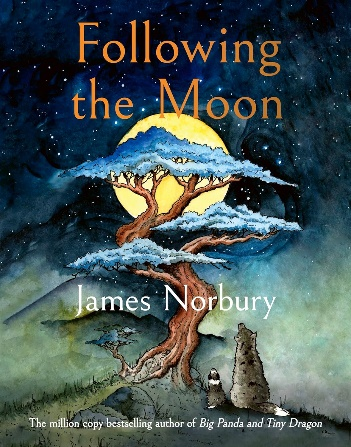 Following
the Moon
James Norbury
The million copy bestselling author of Big Panda and Tiny Dragon